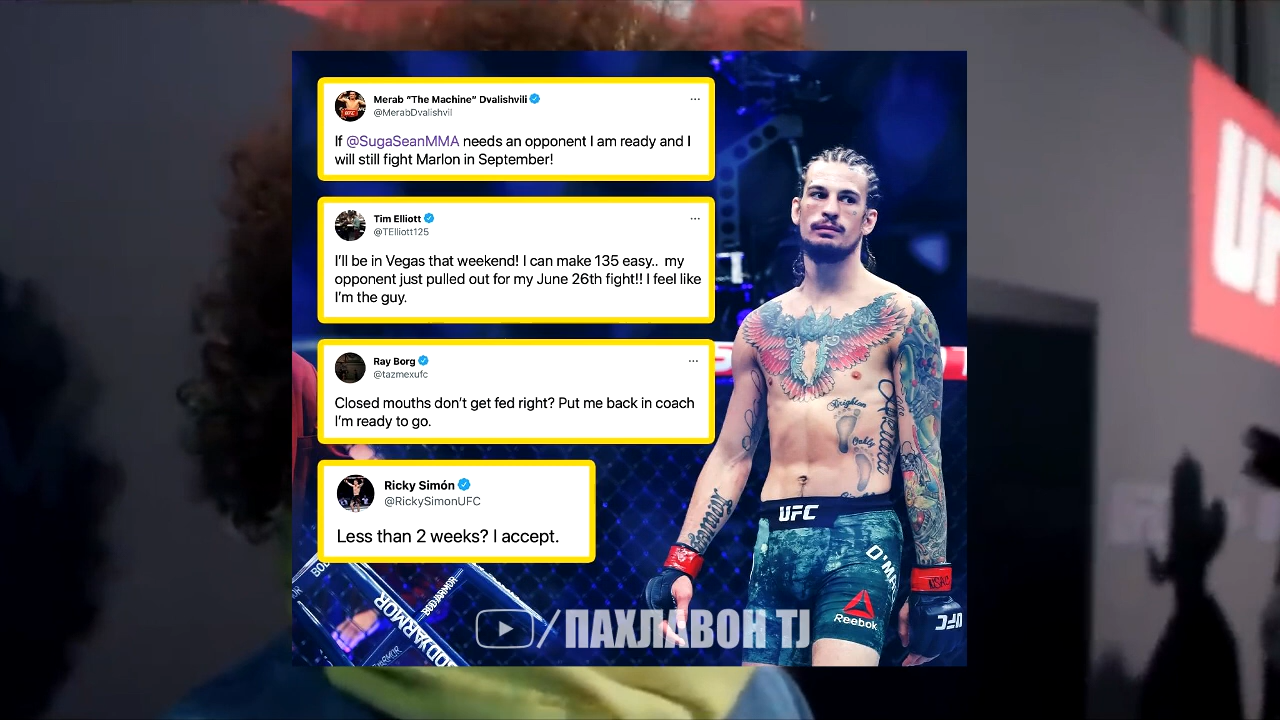 Merab "The Machine" Dvalishvili
@MerabDvalishvil
If @SugaSeanMMA needs an opponent I am ready and I
will still fight Marlon in September!
Tim Elliott
@TElliott125
I'll be in Vegas that weekend! I can make 135 easy.. my
opponent just pulled out for my June 26th fight!! I feel like
I'm the guy.
Ray Borg
@tazmexufc
Closed mouths don't get fed right? Put me back in coach
I'm ready to go.
Ricky Simón
@RickySimonUFC
Less than 2 weeks? I accept.
UFC
O'MA
Reebok
USAC
UFC
BODYARMOR
/ ПАХЛАВОН TJ